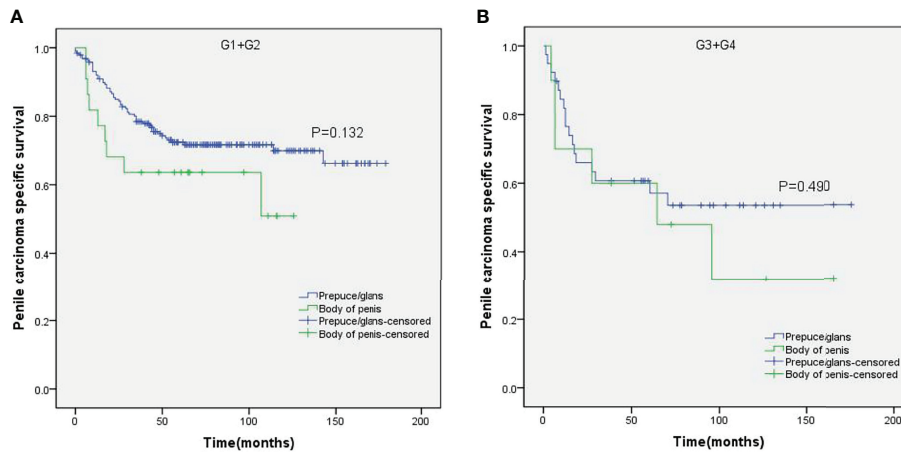 A
G1+G2
Penile carcinoma specific survival
1.0
0.8
0.6
0.4
0.2
0.0
P=0.132
Prepuce/glans
Body of penis
Prepuce/glans-censored
Body of penis-censored
0
50
100
150
200
Time(months)
B
G3+G4
Penile carcinoma specific survival
1.0
0.8
0.6
0.4
0.2
0.0
P=0.490
Prepuce/glans
Body of penis
Prepuce/glans-censored
Body of penis-censored
0
50
100
150
200
Time(months)